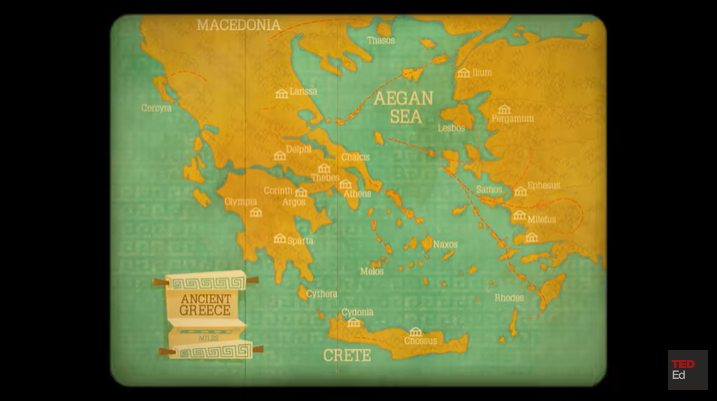 MACEDONIA
Thasos
Ilium
Larissa
AEGAN
SEA
Corcyra
Pergamum
Lesbos
Delphi
Chalcis
Thebes
Corinth
Athens
Samos
Ephesus
Olympia
Argos
Miletus
Sparta
Naxos
Melos
Cythera
Rhodes
ANCIENT
GREECE
MILES
Cydonia
Cnossus
CRETE
TED
Ed